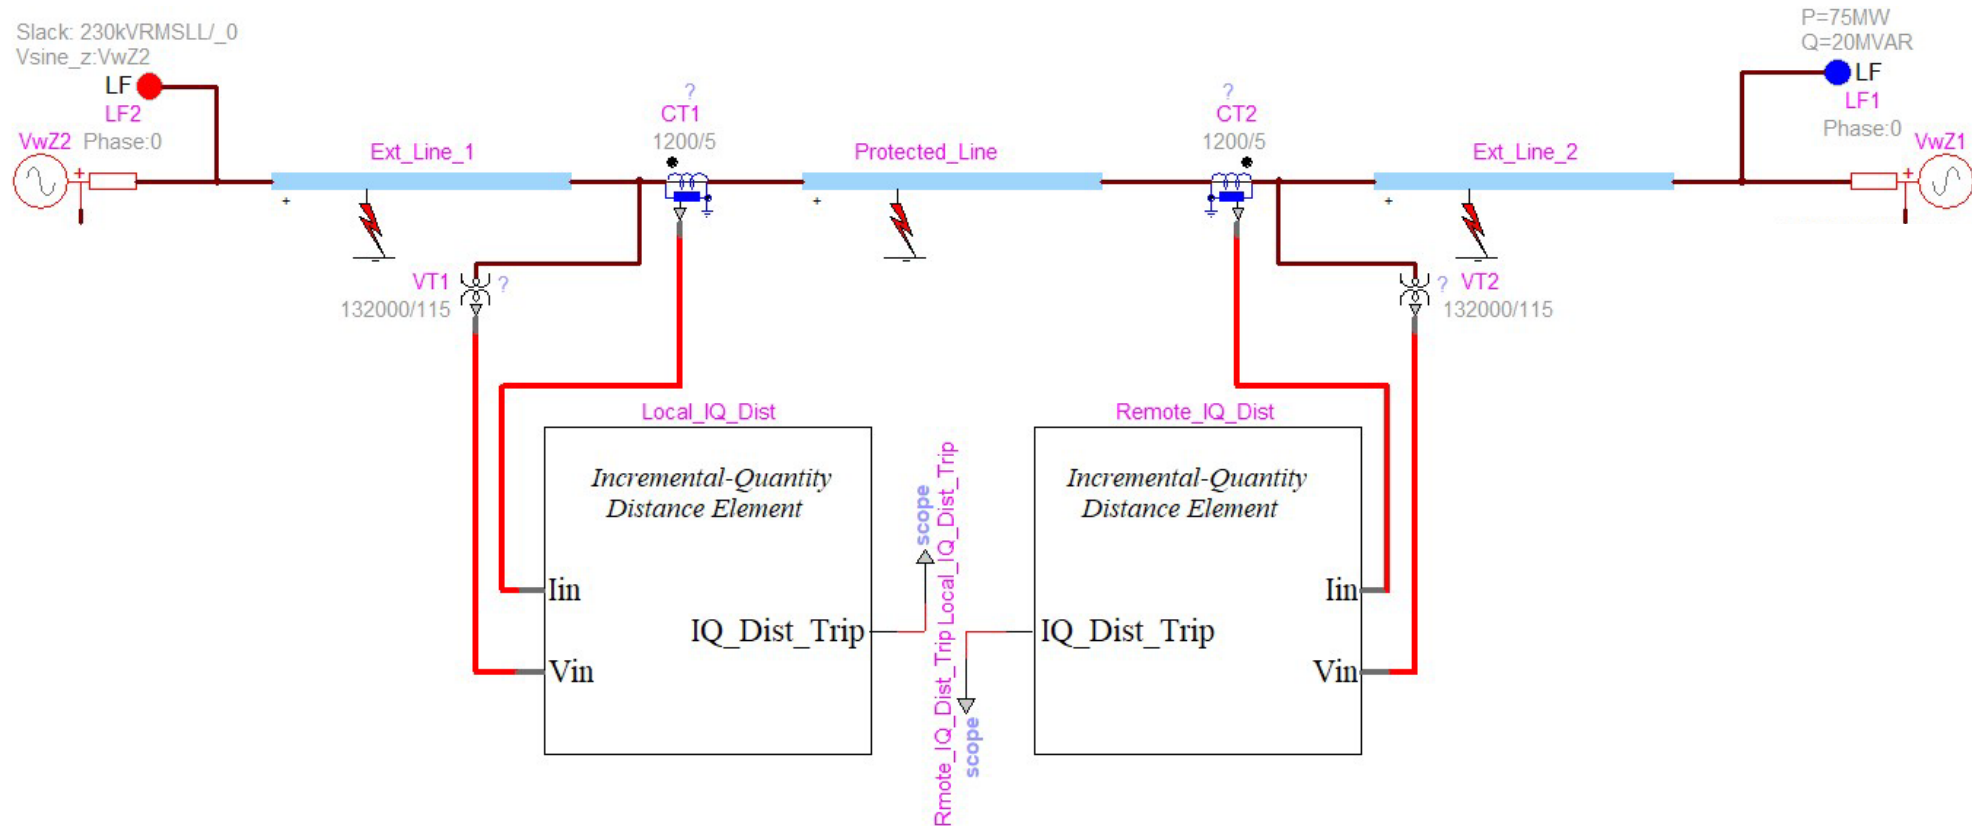 Slack: 230kVRMSLL/_0
Vsine_z:VwZ2
LF
LF2
VwZ2
Phase:0
+
Ext_Line_1
+
?
CT1
1200/5
Protected_Line
+
?
CT2
1200/5
Ext_Line_2
+
P=75MW
Q=20MVAR
LF
LF1
Phase:0
VwZ1
+
VT1
?
132000/115
?
VT2
132000/115
Local_IQ_Dist
Incremental-Quantity
Distance Element
Iin
IQ_Dist_Trip
Vin
scope
Local_IQ_Dist_Trip
Rmote_IQ_Dist_Trip
scope
Remote_IQ_Dist
Incremental-Quantity
Distance Element
Iin
IQ_Dist_Trip
Vin